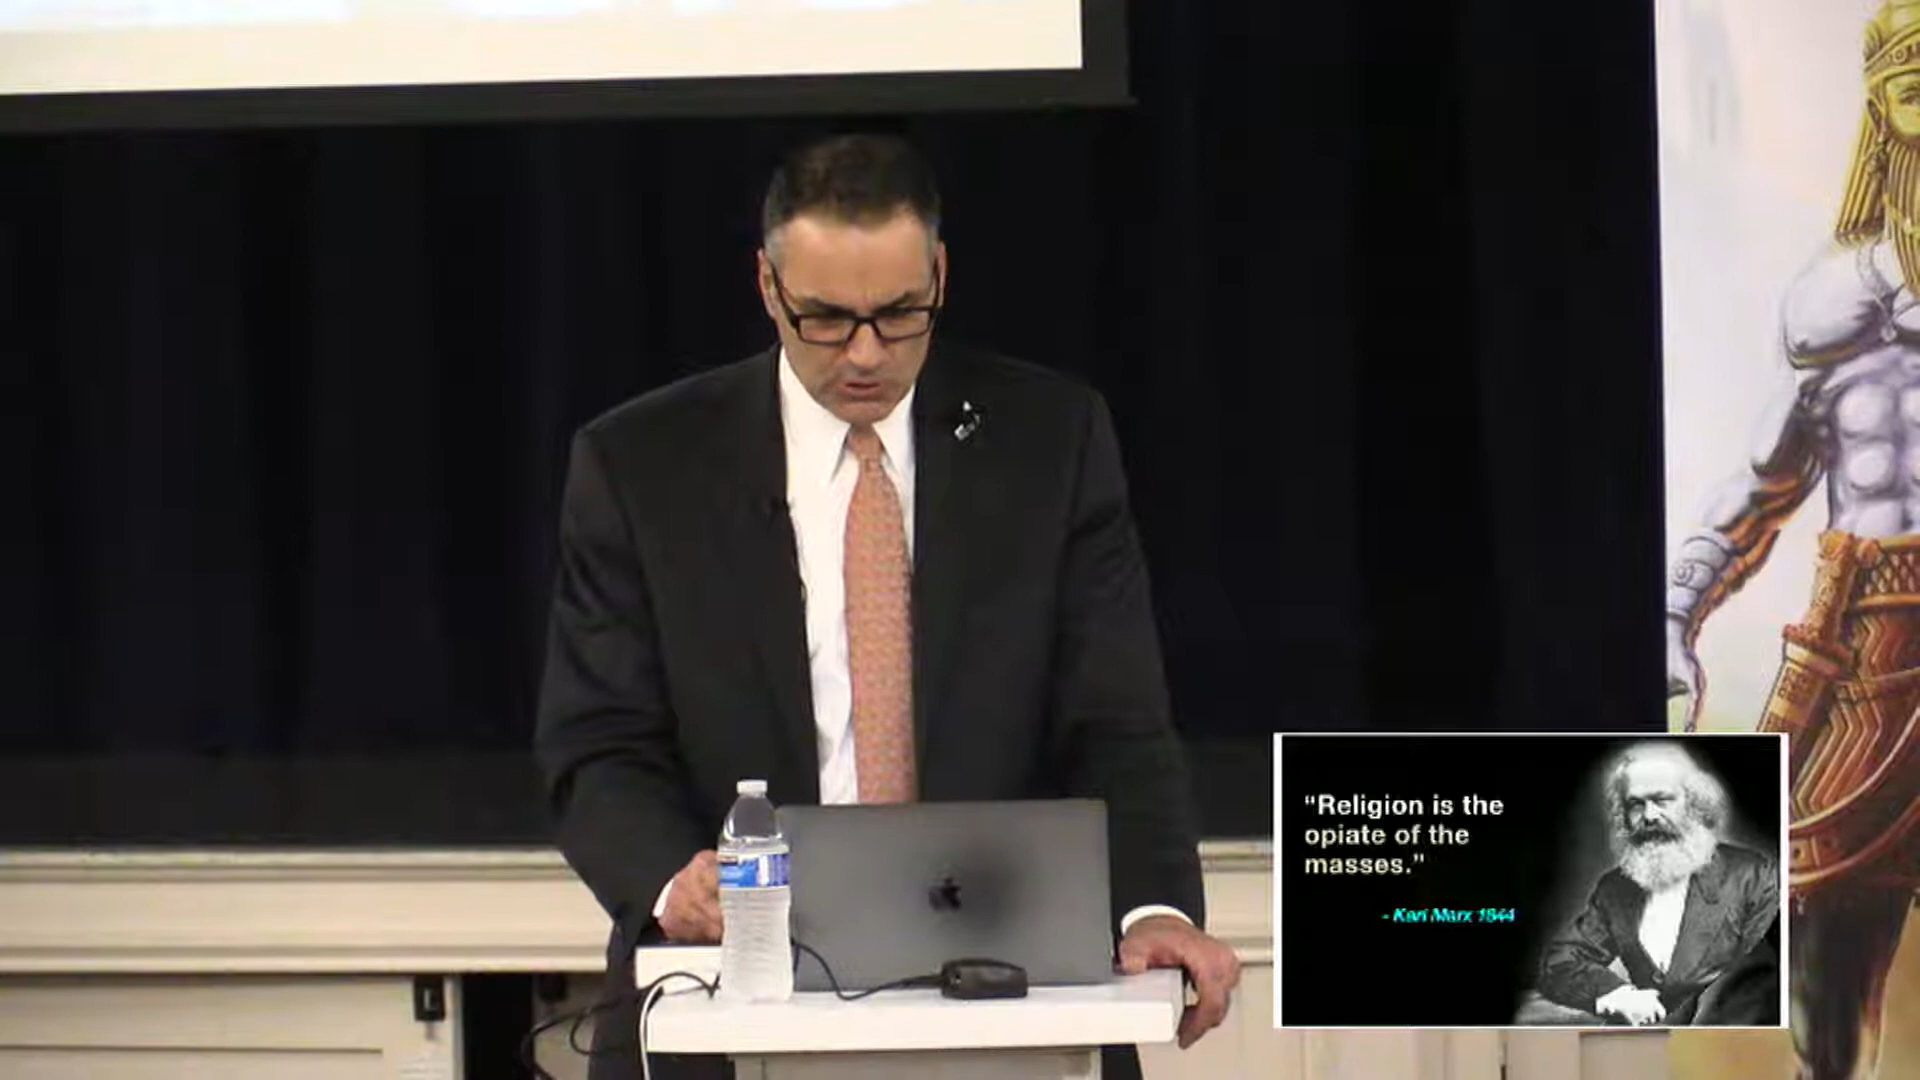 “Religion is the
opiate of the
masses.”
- Karl Marx 1844